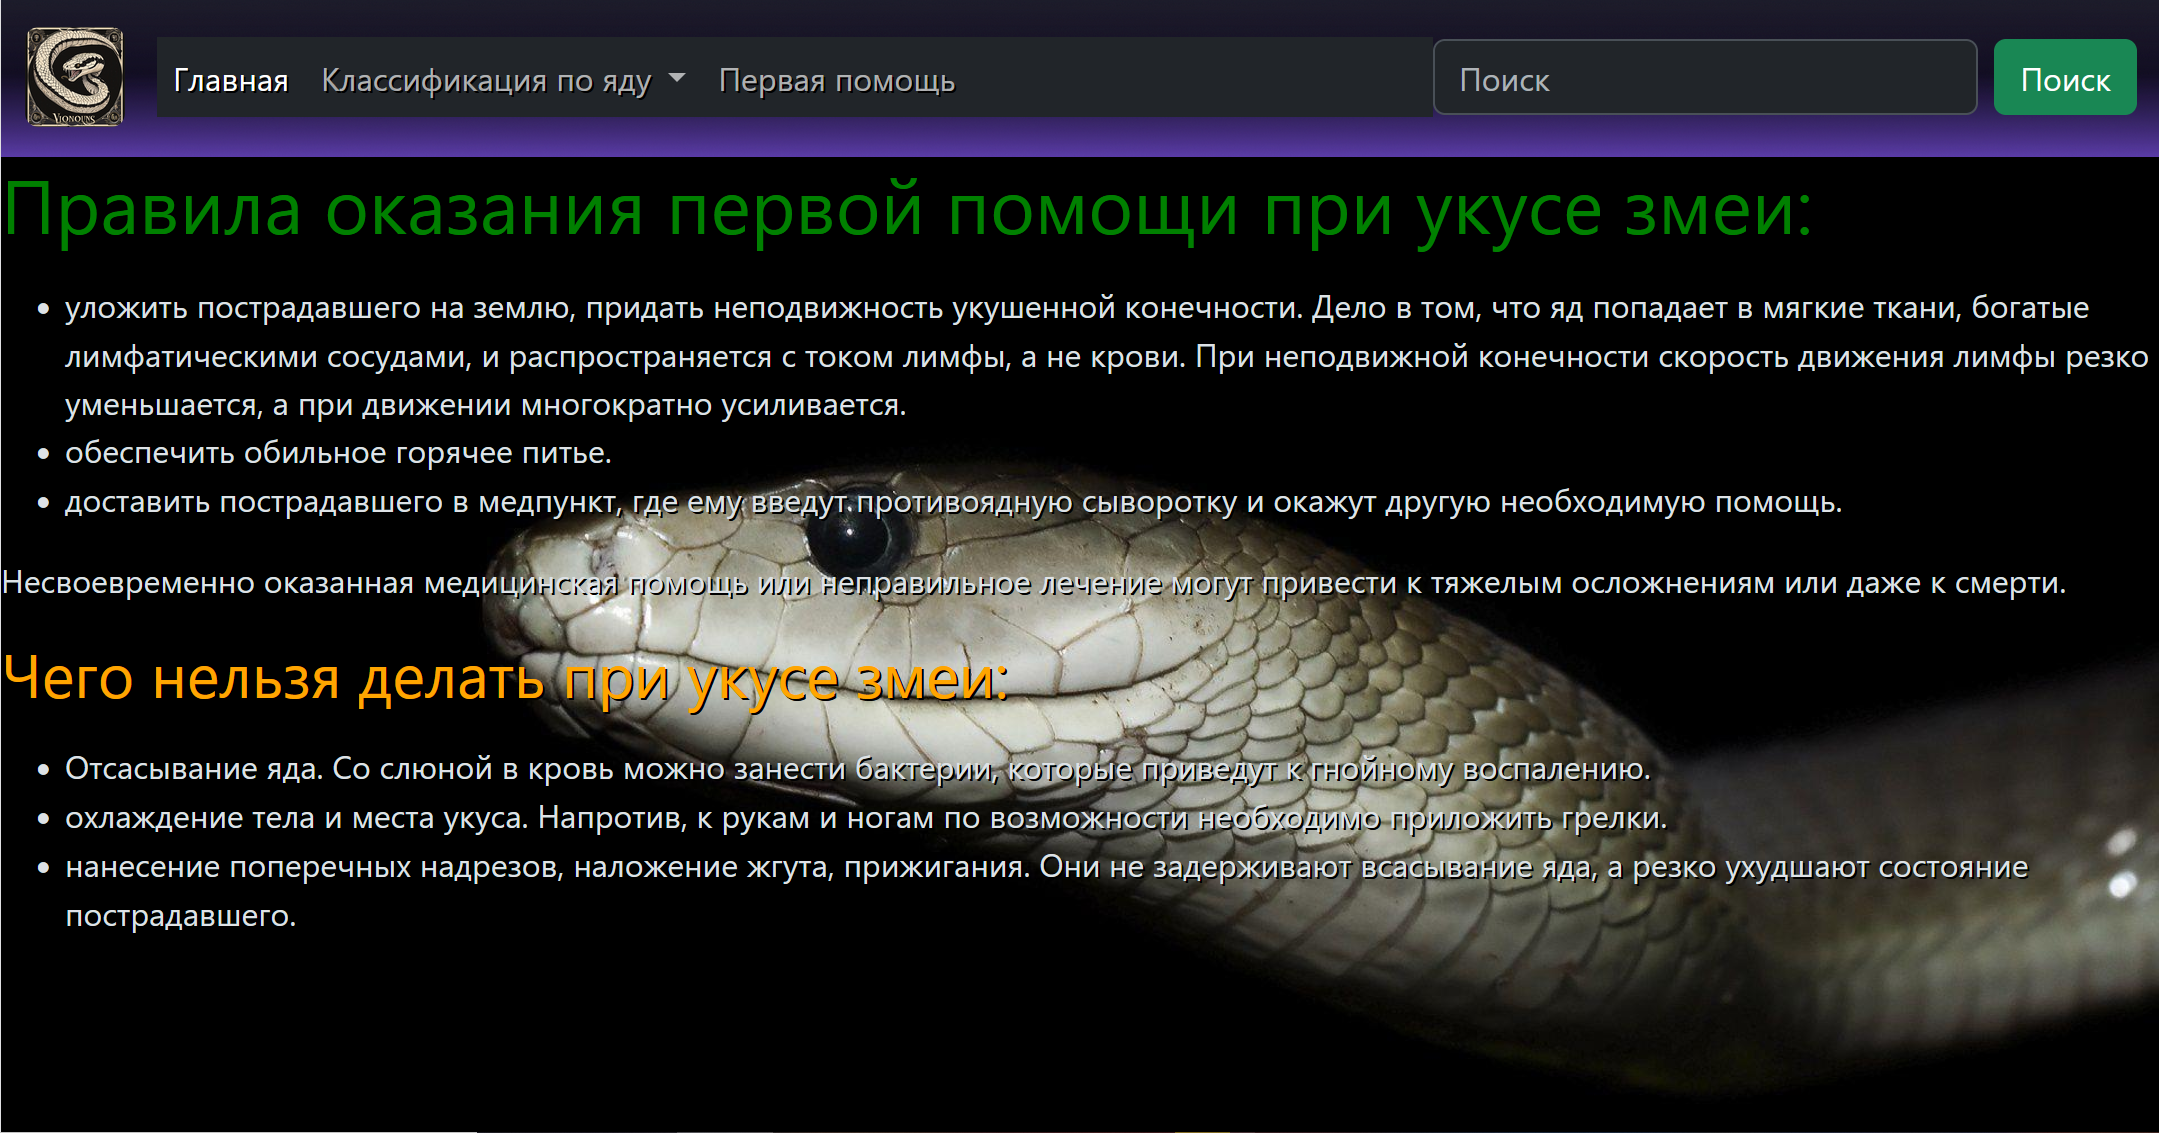 VIONOUNS
Главная Классификация по яду Первая помощь Поиск Поиск
Правила оказания первой помощи при укусе змеи:
• уложить пострадавшего на землю, придать неподвижность укушенной конечности. Дело в том, что яд попадает в мягкие ткани, богатые
лимфатическими сосудами, и распространяется с током лимфы, а не крови. При неподвижной конечности скорость движения лимфы резко
уменьшается, а при движении многократно усиливается.
• обеспечить обильное горячее питье.
• доставить пострадавшего в медпункт, где ему введут противоядную сыворотку и окажут другую необходимую помощь.
Несвоевременно оказанная медицинская помощь или неправильное лечение могут привести к тяжелым осложнениям или даже к смерти.
Чего нельзя делать при укусе змеи:
• Отсасывание яда. Со слюной в кровь можно занести бактерии, которые приведут к гнойному воспалению.
• охлаждение тела и места укуса. Напротив, к рукам и ногам по возможности необходимо приложить грелки.
• нанесение поперечных надрезов, наложение жгута, прижигания. Они не задерживают всасывание яда, а резко ухудшают состояние
пострадавшего.